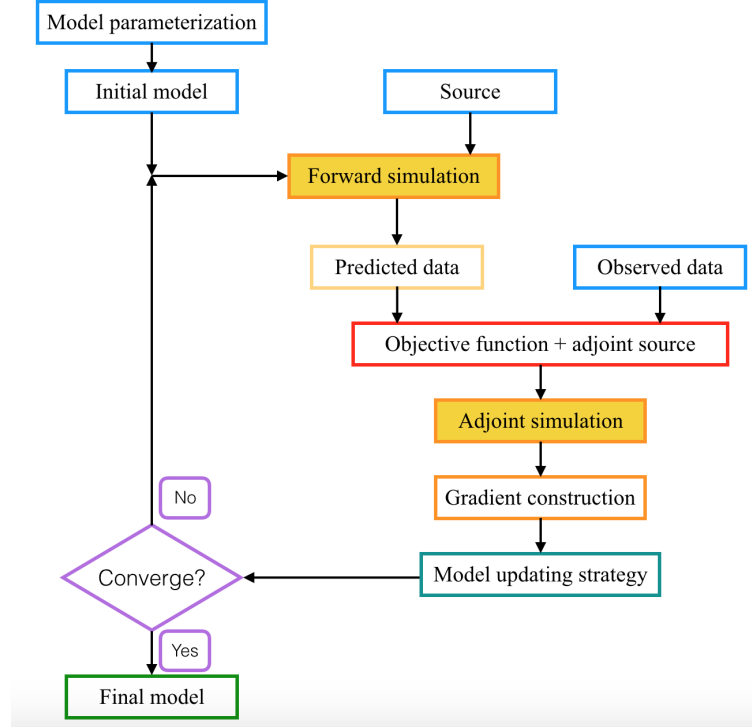 Model parameterization
Initial model
Source
Forward simulation
Predicted data
Observed data
Objective function + adjoint source
Adjoint simulation
Gradient construction
No
Model updating strategy
Converge?
Yes
Final model